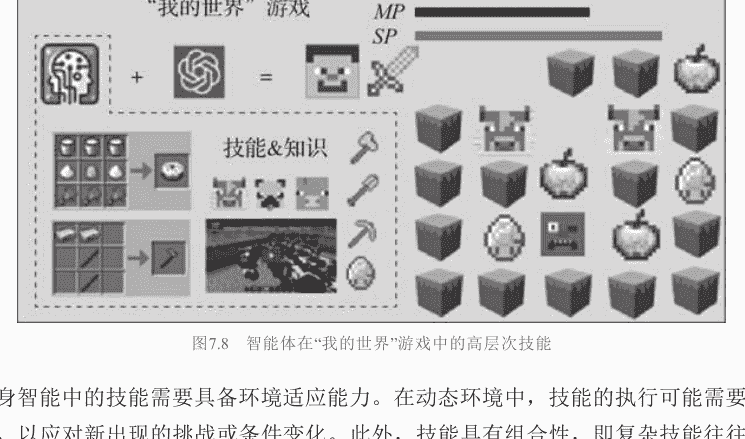 “我的世界”游戏
MP
SP
+
=
技能&知识
图7.8 智能体在“我的世界”游戏中的高层次技能
身智能中的技能需要具备环境适应能力。在动态环境中，技能的执行可能需要
，以应对新出现的挑战或条件变化。此外，技能具有组合性，即复杂技能往往